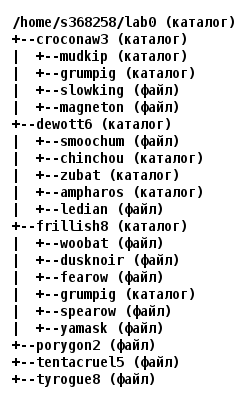 /home/s368258/lab0 (каталог)
+--croconaw3 (каталог)
|  +--mudkip (каталог)
|  +--grumpig (каталог)
|  +--slowking (файл)
|  +--magneton (файл)
+--dewott6 (каталог)
|  +--smoochum (файл)
|  +--chinchou (каталог)
|  +--zubat (каталог)
|  +--ampharos (каталог)
|  +--ledian (файл)
+--frillish8 (каталог)
|  +--woobat (файл)
|  +--dusknoir (файл)
|  +--fearow (файл)
|  +--grumpig (каталог)
|  +--spearow (файл)
|  +--yamask (файл)
+--porygon2 (файл)
+--tentacruel5 (файл)
+--tyrogue8 (файл)